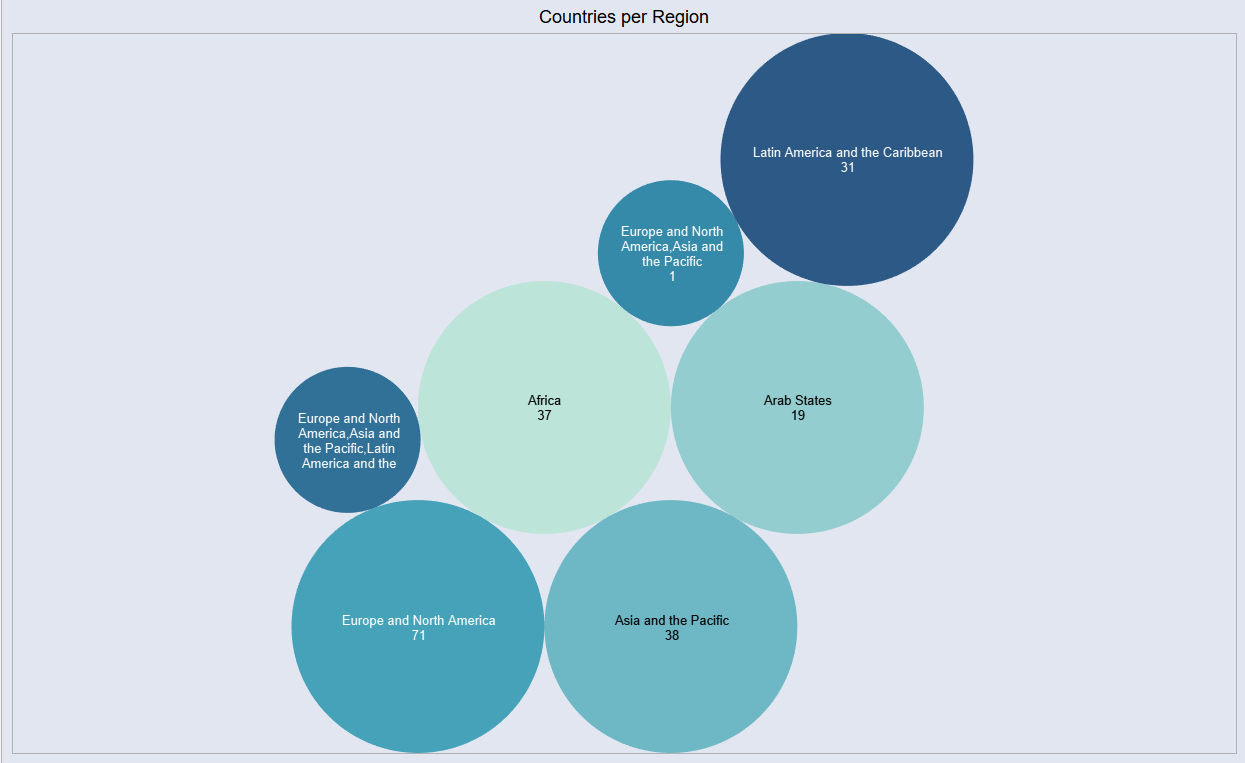 Countries per Region
Latin America and the Caribbean
31
Europe and North
America,Asia and
the Pacific
1
Africa
37
Arab States
19
Europe and North
America,Asia and
the Pacific,Latin
America and the
Europe and North America
71
Asia and the Pacific
38